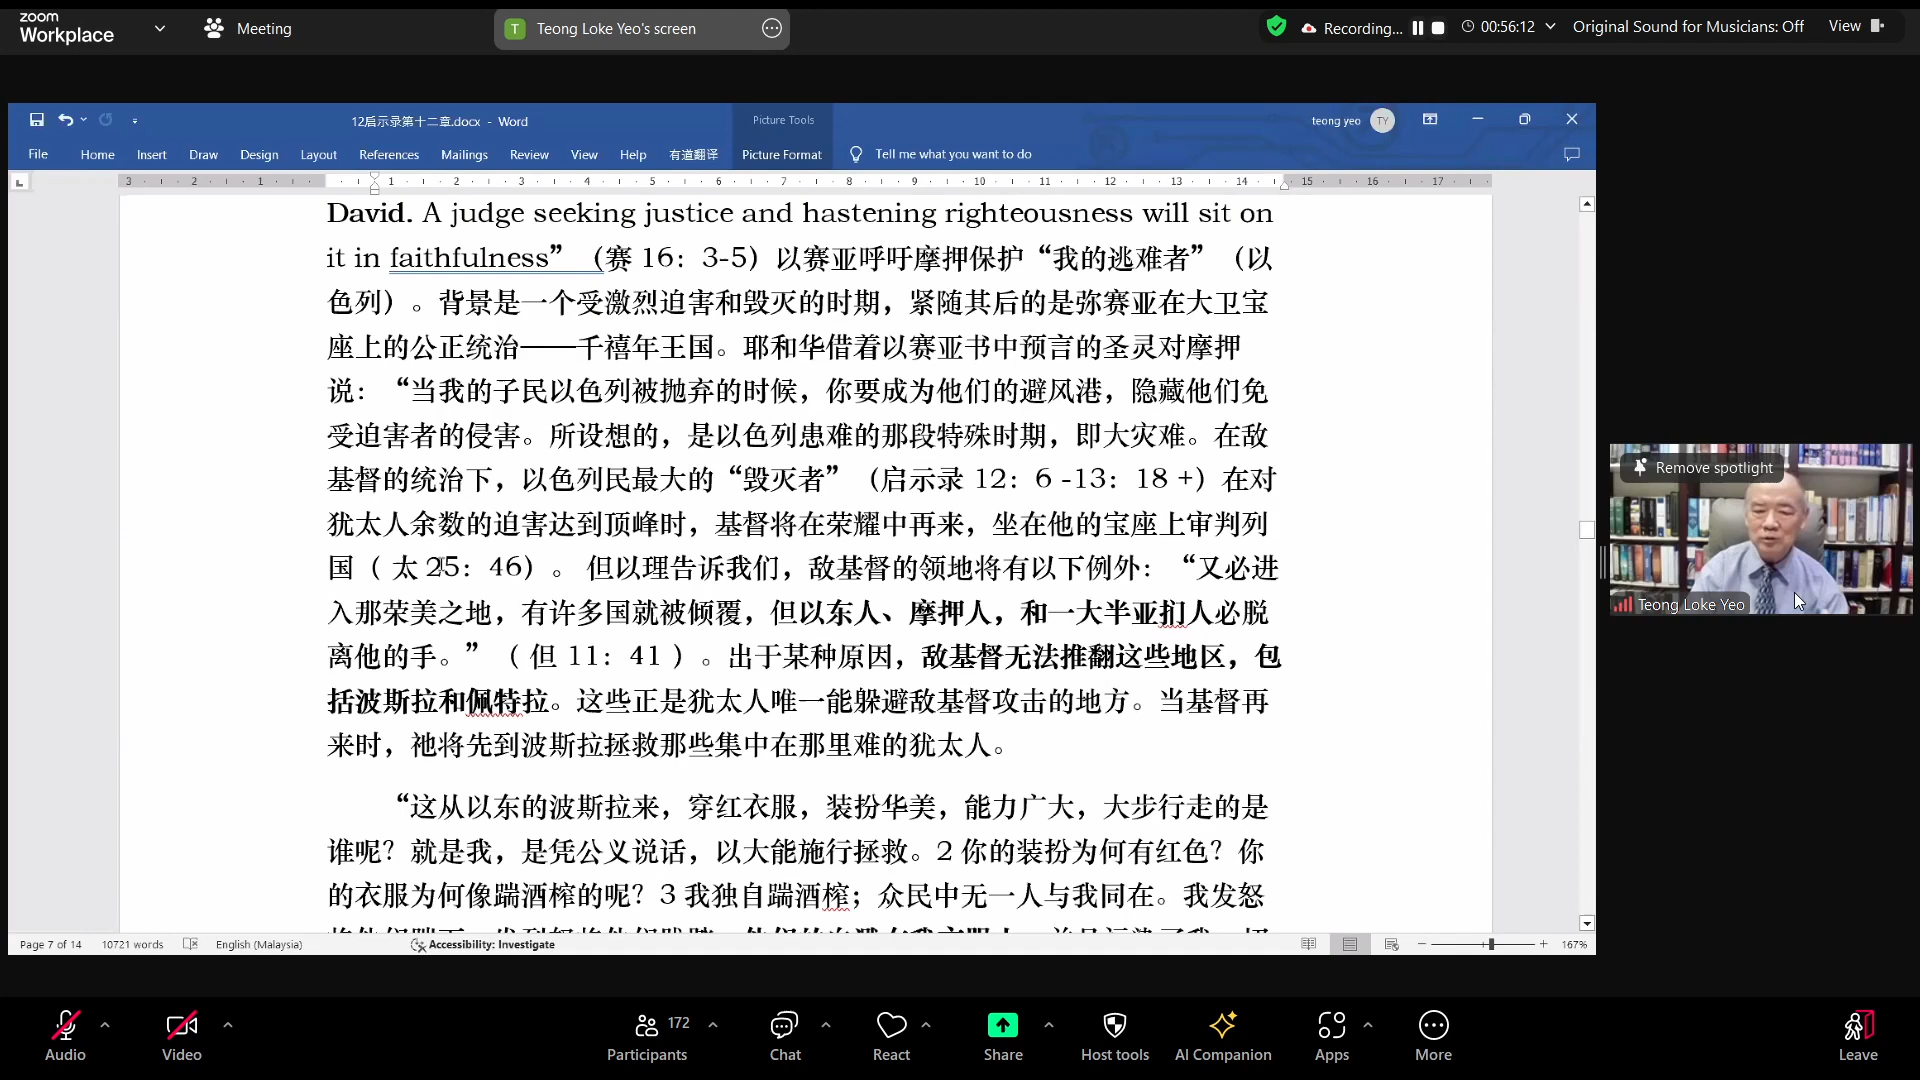 zoom
Workplace
Meeting
T Teong Loke Yeo's screen
Recording...
00:56:12
Original Sound for Musicians: Off
View
12启示录第十二章.docx - Word
Picture Tools
teong yeo TY
File Home Insert Draw Design Layout References Mailings Review View Help 有道翻译 Picture Format Tell me what you want to do
3 2 1 1 2 3 4 5 6 7 8 9 10 11 12 13 14 15 16 17
David. A judge seeking justice and hastening righteousness will sit on
it in faithfulness”（赛 16：3-5）以赛亚呼吁摩押保护“我的逃难者”（以
色列）。背景是一个受激烈迫害和毁灭的时期，紧随其后的是弥赛亚在大卫宝
座上的公正统治——千禧年王国。耶和华借着以赛亚书中预言的圣灵对摩押
说：“当我的子民以色列被抛弃的时候，你要成为他们的避风港，隐藏他们免
受迫害者的侵害。所设想的，是以色列患难的那段特殊时期，即大灾难。在敌
基督的统治下，以色列民最大的“毁灭者”（启示录 12：6 -13：18 +）在对
犹太人余数的迫害达到顶峰时，基督将在荣耀中再来，坐在他的宝座上审判列
国（ 太 25：46）。 但以理告诉我们，敌基督的领地将有以下例外：“又必进
入那荣美之地，有许多国就被倾覆，但以东人、摩押人，和一大半亚扪人必脱
离他的手。”（ 但 11：41 ）。出于某种原因，敌基督无法推翻这些地区，包
括波斯拉和佩特拉。这些正是犹太人唯一能躲避敌基督攻击的地方。当基督再
来时，祂将先到波斯拉拯救那些集中在那里难的犹太人。
“这从以东的波斯拉来，穿红衣服，装扮华美，能力广大，大步行走的是
谁呢？就是我，是凭公义说话，以大能施行拯救。2 你的装扮为何有红色？你
的衣服为何像踹酒榨的呢？3 我独自踹酒榨；众民中无一人与我同在。我发怒
Page 7 of 14
10721 words
English (Malaysia)
Accessibility: Investigate
167%
Remove spotlight
Teong Loke Yeo
Audio
Video
Participants 172
Chat
React
Share
Host tools
AI Companion
Apps
More
Leave